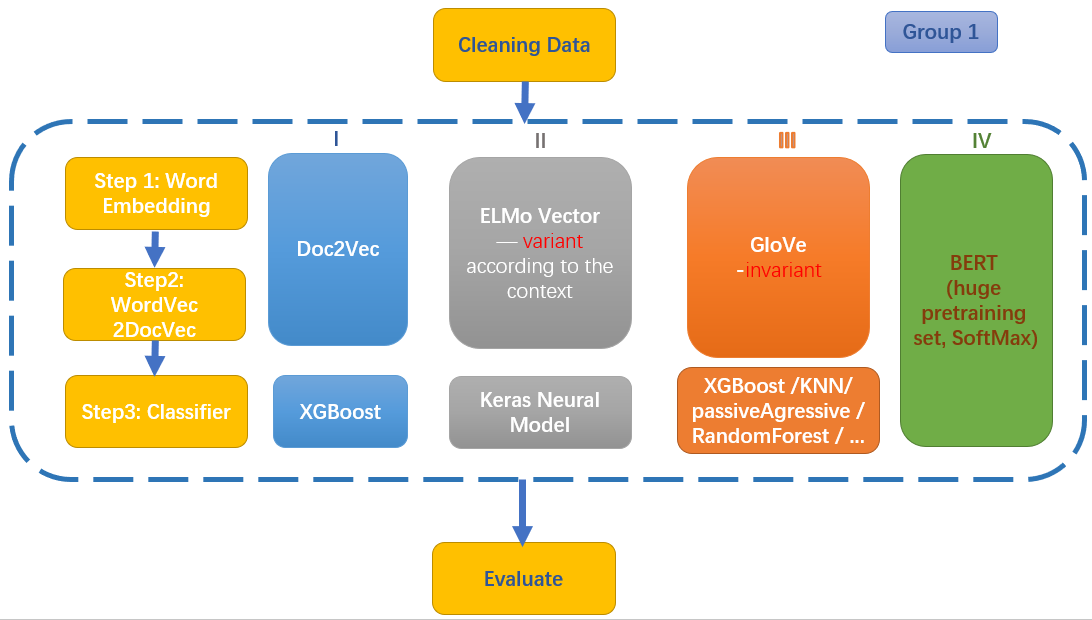 Cleaning Data
Group 1
I
II
III
IV
Step 1: Word
Embedding
Step2:
WordVec
2DocVec
Step3: Classifier
Doc2Vec
XGBoost
ELMo Vector
— variant
according to the
context
Keras Neural
Model
GloVe
-invariant
XGBoost /KNN/
passiveAgressive /
RandomForest / ...
BERT
(huge
pretraining
set, SoftMax)
Evaluate